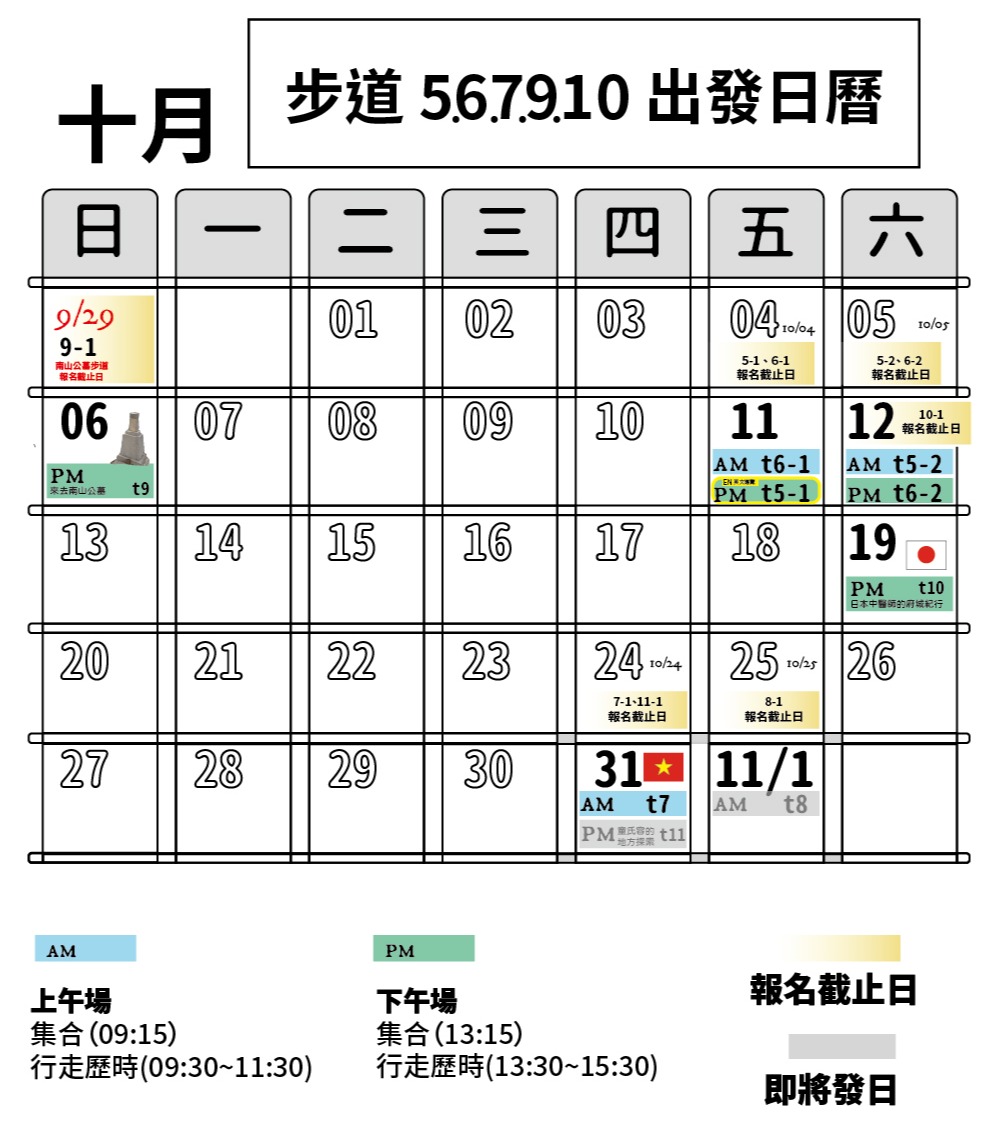 十月
步道 5.6.7.9.10 出發日曆
日 一 二 三 四 五 六
9/29
9-1
南山公墓步道
報名截止日
01
02
03
04 10/04
5-1、6-1
報名截止日
05 10/05
5-2、6-2
報名截止日
06
PM
來去南山公墓 t9
07
08
09
10
11
AM t6-1
EN 英文導覽
PM t5-1
12
10-1
報名截止日
AM t5-2
PM t6-2
13
14
15
16
17
18
19
PM t10
日本中醫師的府城紀行
20
21
22
23
24 10/24
7-1、11-1
報名截止日
25 10/25
8-1
報名截止日
26
27
28
29
30
31
AM t7
PM 童氏容的
地方探索 t11
11/1
AM t8
AM
上午場
集合(09:15)
行走歷時(09:30~11:30)
PM
下午場
集合(13:15)
行走歷時(13:30~15:30)
報名截止日
即將發日